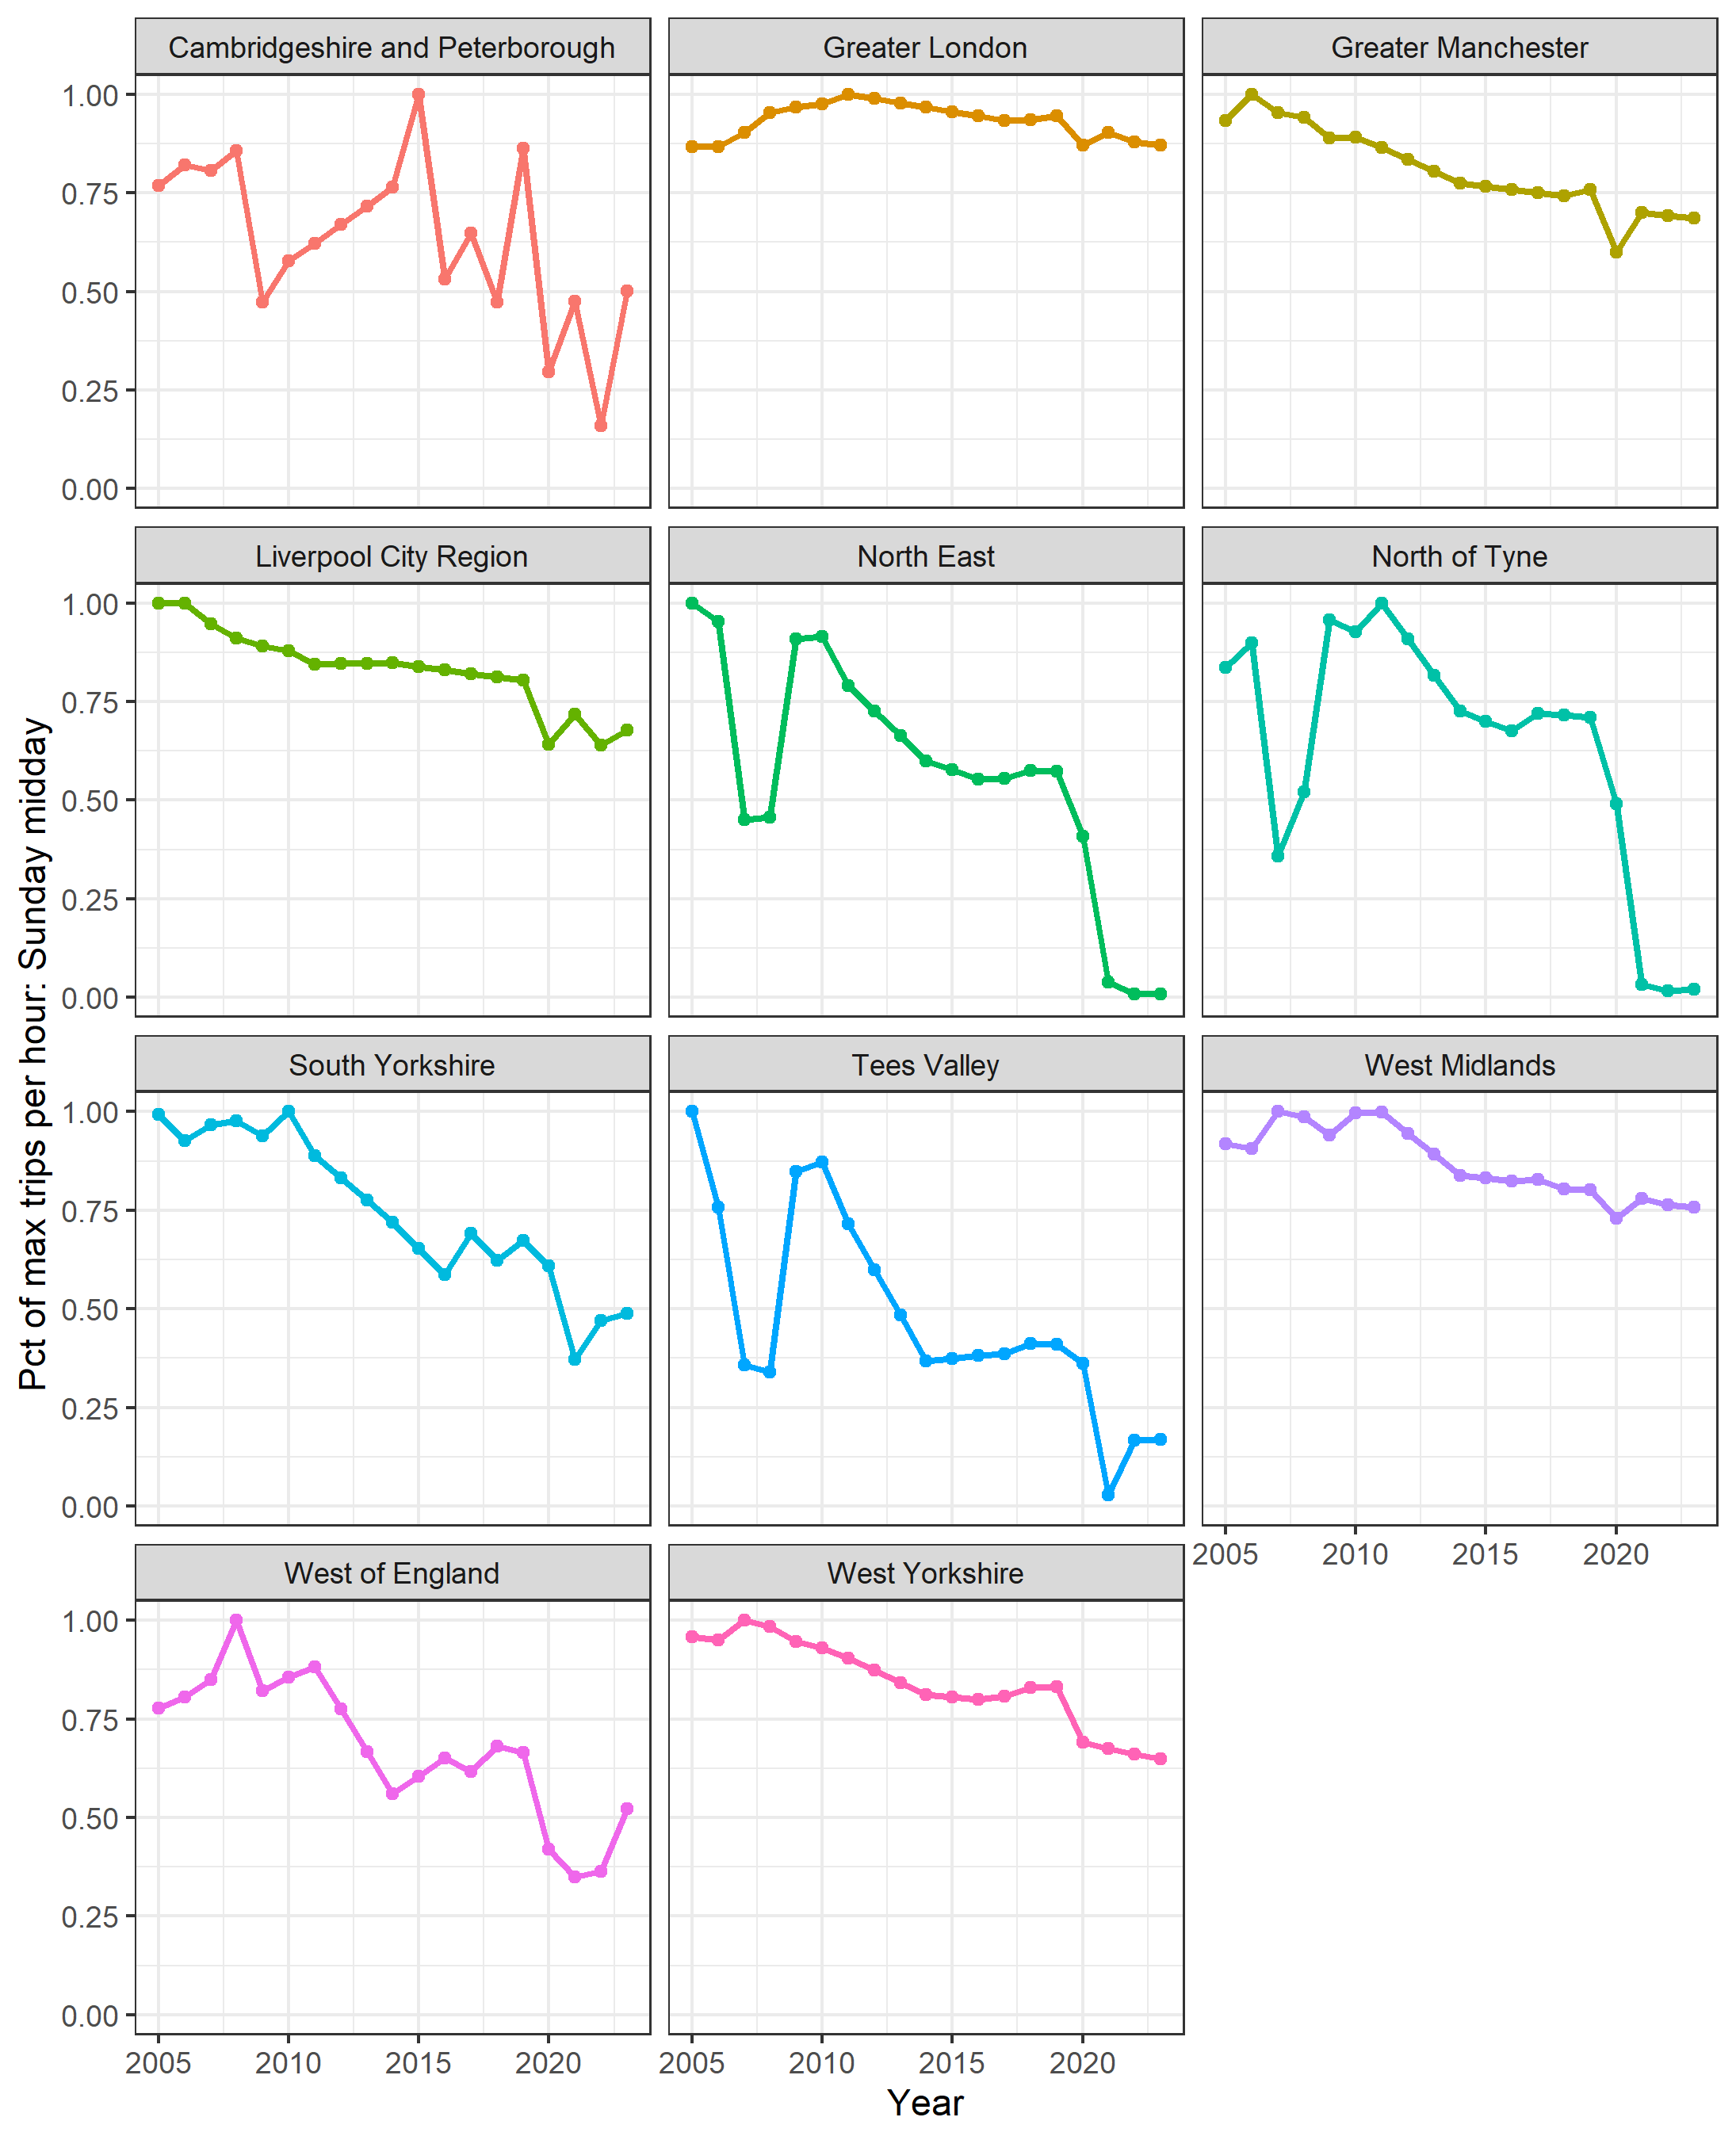 Cambridgeshire and Peterborough
Greater London
Greater Manchester
1.00
0.75
0.50
0.25
0.00
Liverpool City Region
North East
North of Tyne
1.00
0.75
0.50
0.25
0.00
South Yorkshire
Tees Valley
West Midlands
1.00
0.75
0.50
0.25
0.00
2005 2010 2015 2020
West of England
West Yorkshire
1.00
0.75
0.50
0.25
0.00
2005 2010 2015 2020
2005 2010 2015 2020
Year
Pct of max trips per hour: Sunday midday